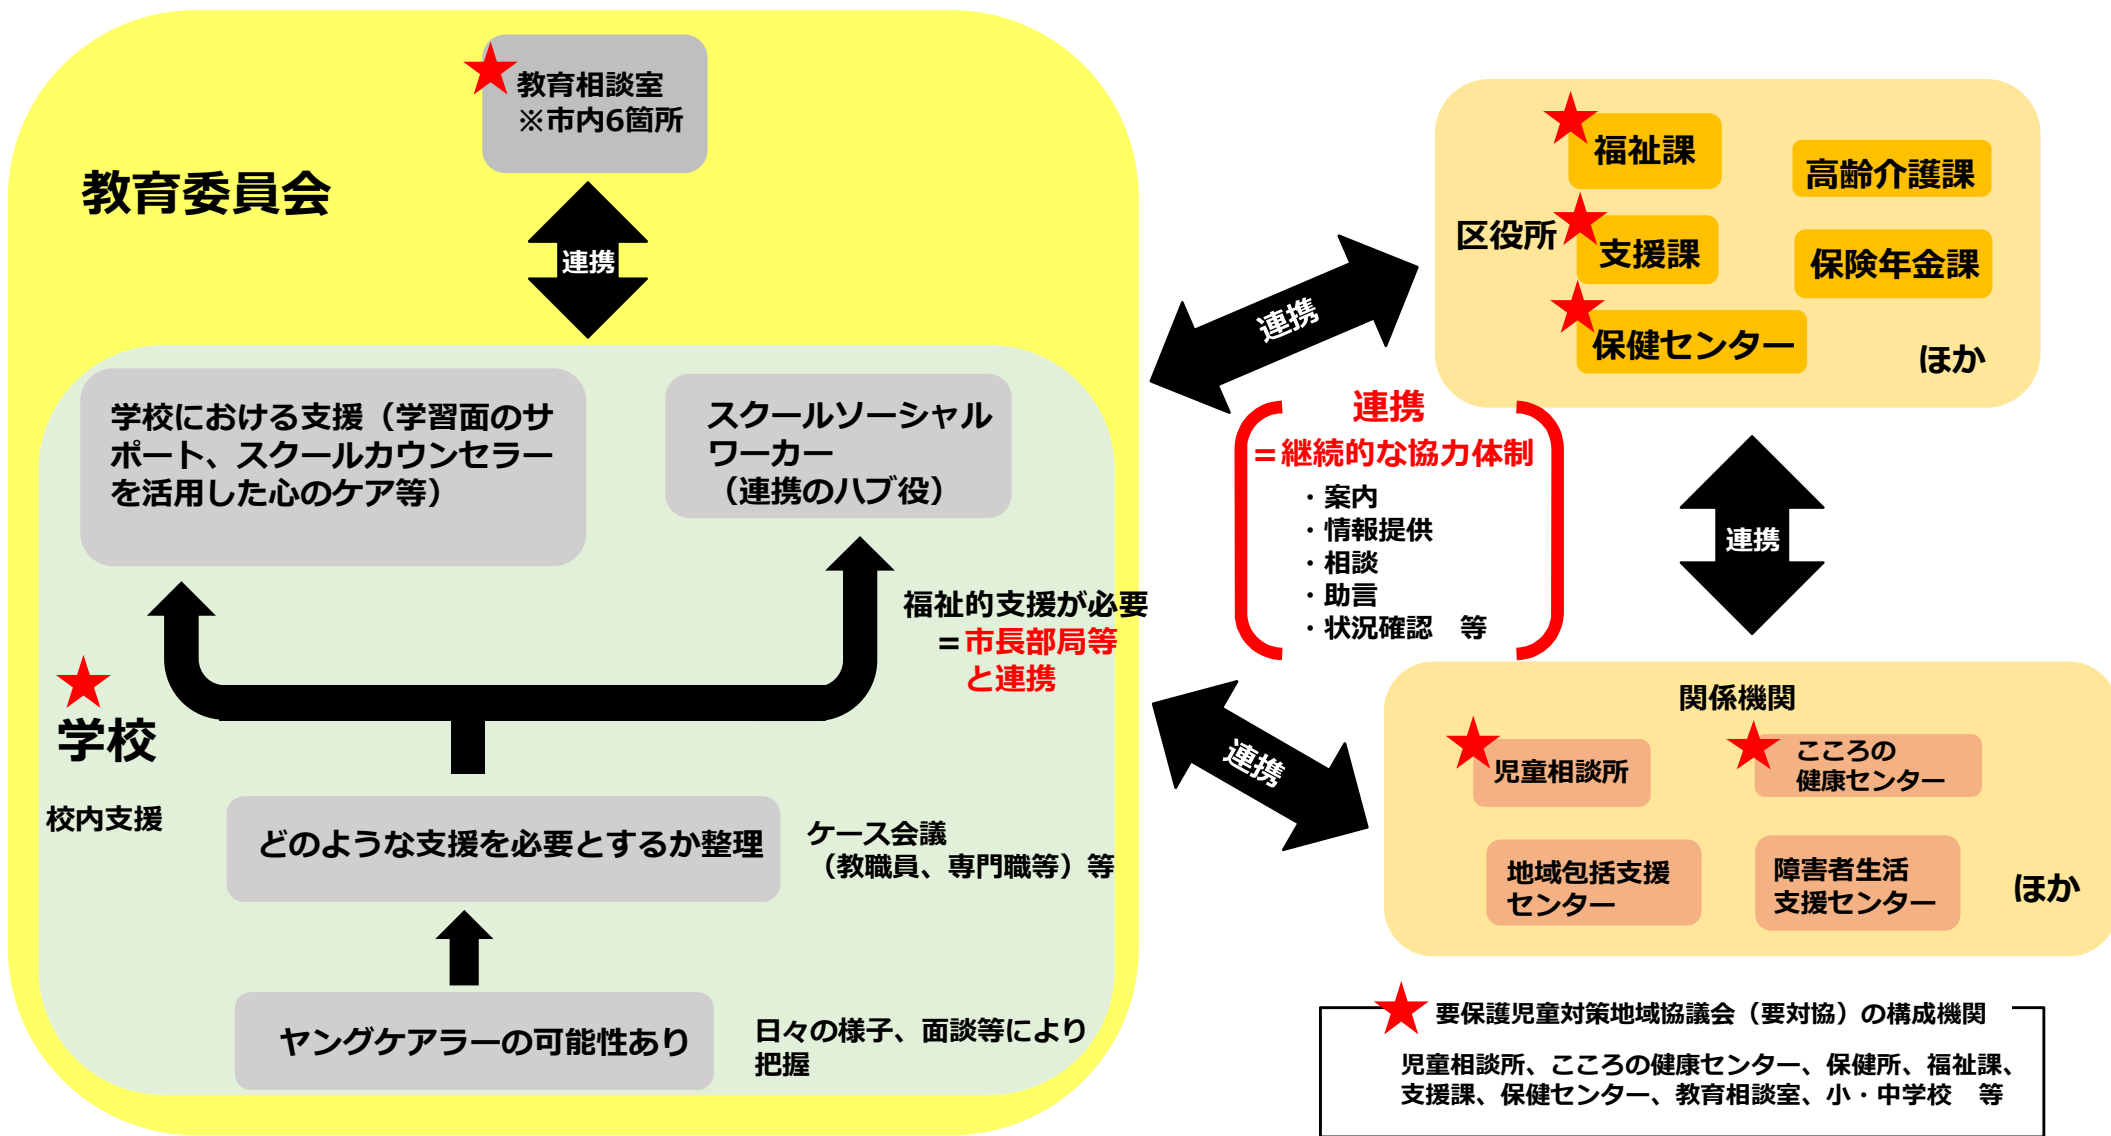 教育相談室
※市内6箇所
教育委員会
連携
学校における支援（学習面のサ
ポート、スクールカウンセラー
を活用した心のケア等）
スクールソーシャル
ワーカー
（連携のハブ役）
福祉的支援が必要
＝市長部局等
と連携
学校
校内支援
どのような支援を必要とするか整理
ケース会議
（教職員、専門職等）等
ヤングケアラーの可能性あり
日々の様子、面談等により
把握
連携
連携
＝継続的な協力体制
・案内
・情報提供
・相談
・助言
・状況確認　等
連携
区役所
福祉課
高齢介護課
支援課
保険年金課
保健センター
ほか
連携
関係機関
児童相談所
こころの
健康センター
地域包括支援
センター
障害者生活
支援センター
ほか
要保護児童対策地域協議会（要対協）の構成機関
児童相談所、こころの健康センター、保健所、福祉課、
支援課、保健センター、教育相談室、小・中学校　等